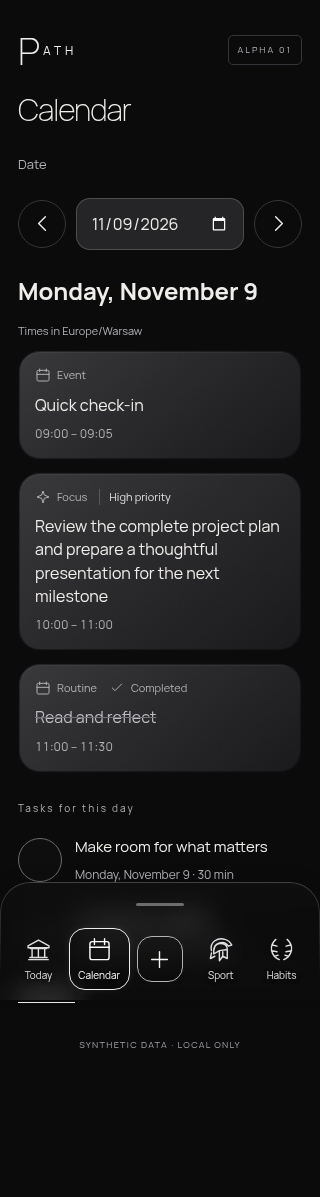 PATH
ALPHA 01
Calendar
Date
11/09/2026
Monday, November 9
Times in Europe/Warsaw
Event
Quick check-in
09:00 – 09:05
Focus | High priority
Review the complete project plan
and prepare a thoughtful
presentation for the next
milestone
10:00 – 11:00
Routine Completed
Read and reflect
11:00 – 11:30
Tasks for this day
Make room for what matters
Monday, November 9 · 30 min
Today
Calendar
Sport
Habits
SYNTHETIC DATA · LOCAL ONLY